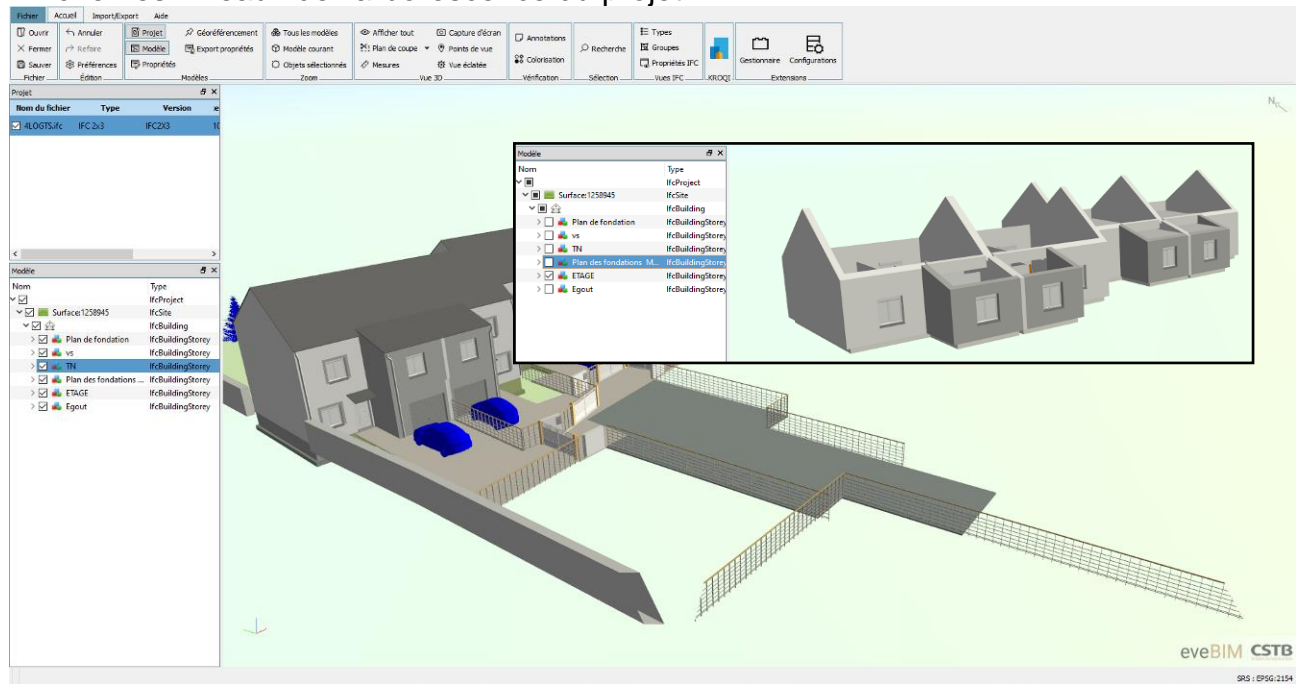 Fichier Accueil Import/Export Aide
Ouvrir Annuler Projet Géoréférencement Tous les modèles Afficher tout Capture d'écran Annotations Recherche Types Gestionnaire Configurations
Fermer Refaire Modèle Export propriétés Modèle courant Plan de coupe Points de vue Colorisation Groupes
Sauver Préférences Propriétés Objets sélectionnés Mesures Vue éclatée Propriétés IFC
Fichier Édition Modèles Zoom Vue 3D Vérification Sélection Vues IFC KROQI Extensions
Projet
Nom du fichier Type Version
4LOGTS.ifc IFC 2x3 IFC2X3 10
Modèle
Nom Type
IfcProject
Surface:1258945 IfcSite
IfcBuilding
Plan de fondation IfcBuildingStorey
vs IfcBuildingStorey
TN IfcBuildingStorey
Plan des fondations ... IfcBuildingStorey
ETAGE IfcBuildingStorey
Egout IfcBuildingStorey
Modèle
Nom Type
IfcProject
Surface:1258945 IfcSite
IfcBuilding
Plan de fondation IfcBuildingStorey
vs IfcBuildingStorey
TN IfcBuildingStorey
Plan des fondations M... IfcBuildingStorey
ETAGE IfcBuildingStorey
Egout IfcBuildingStorey
N
eveBIM CSTB
SRS : EPSG:2154